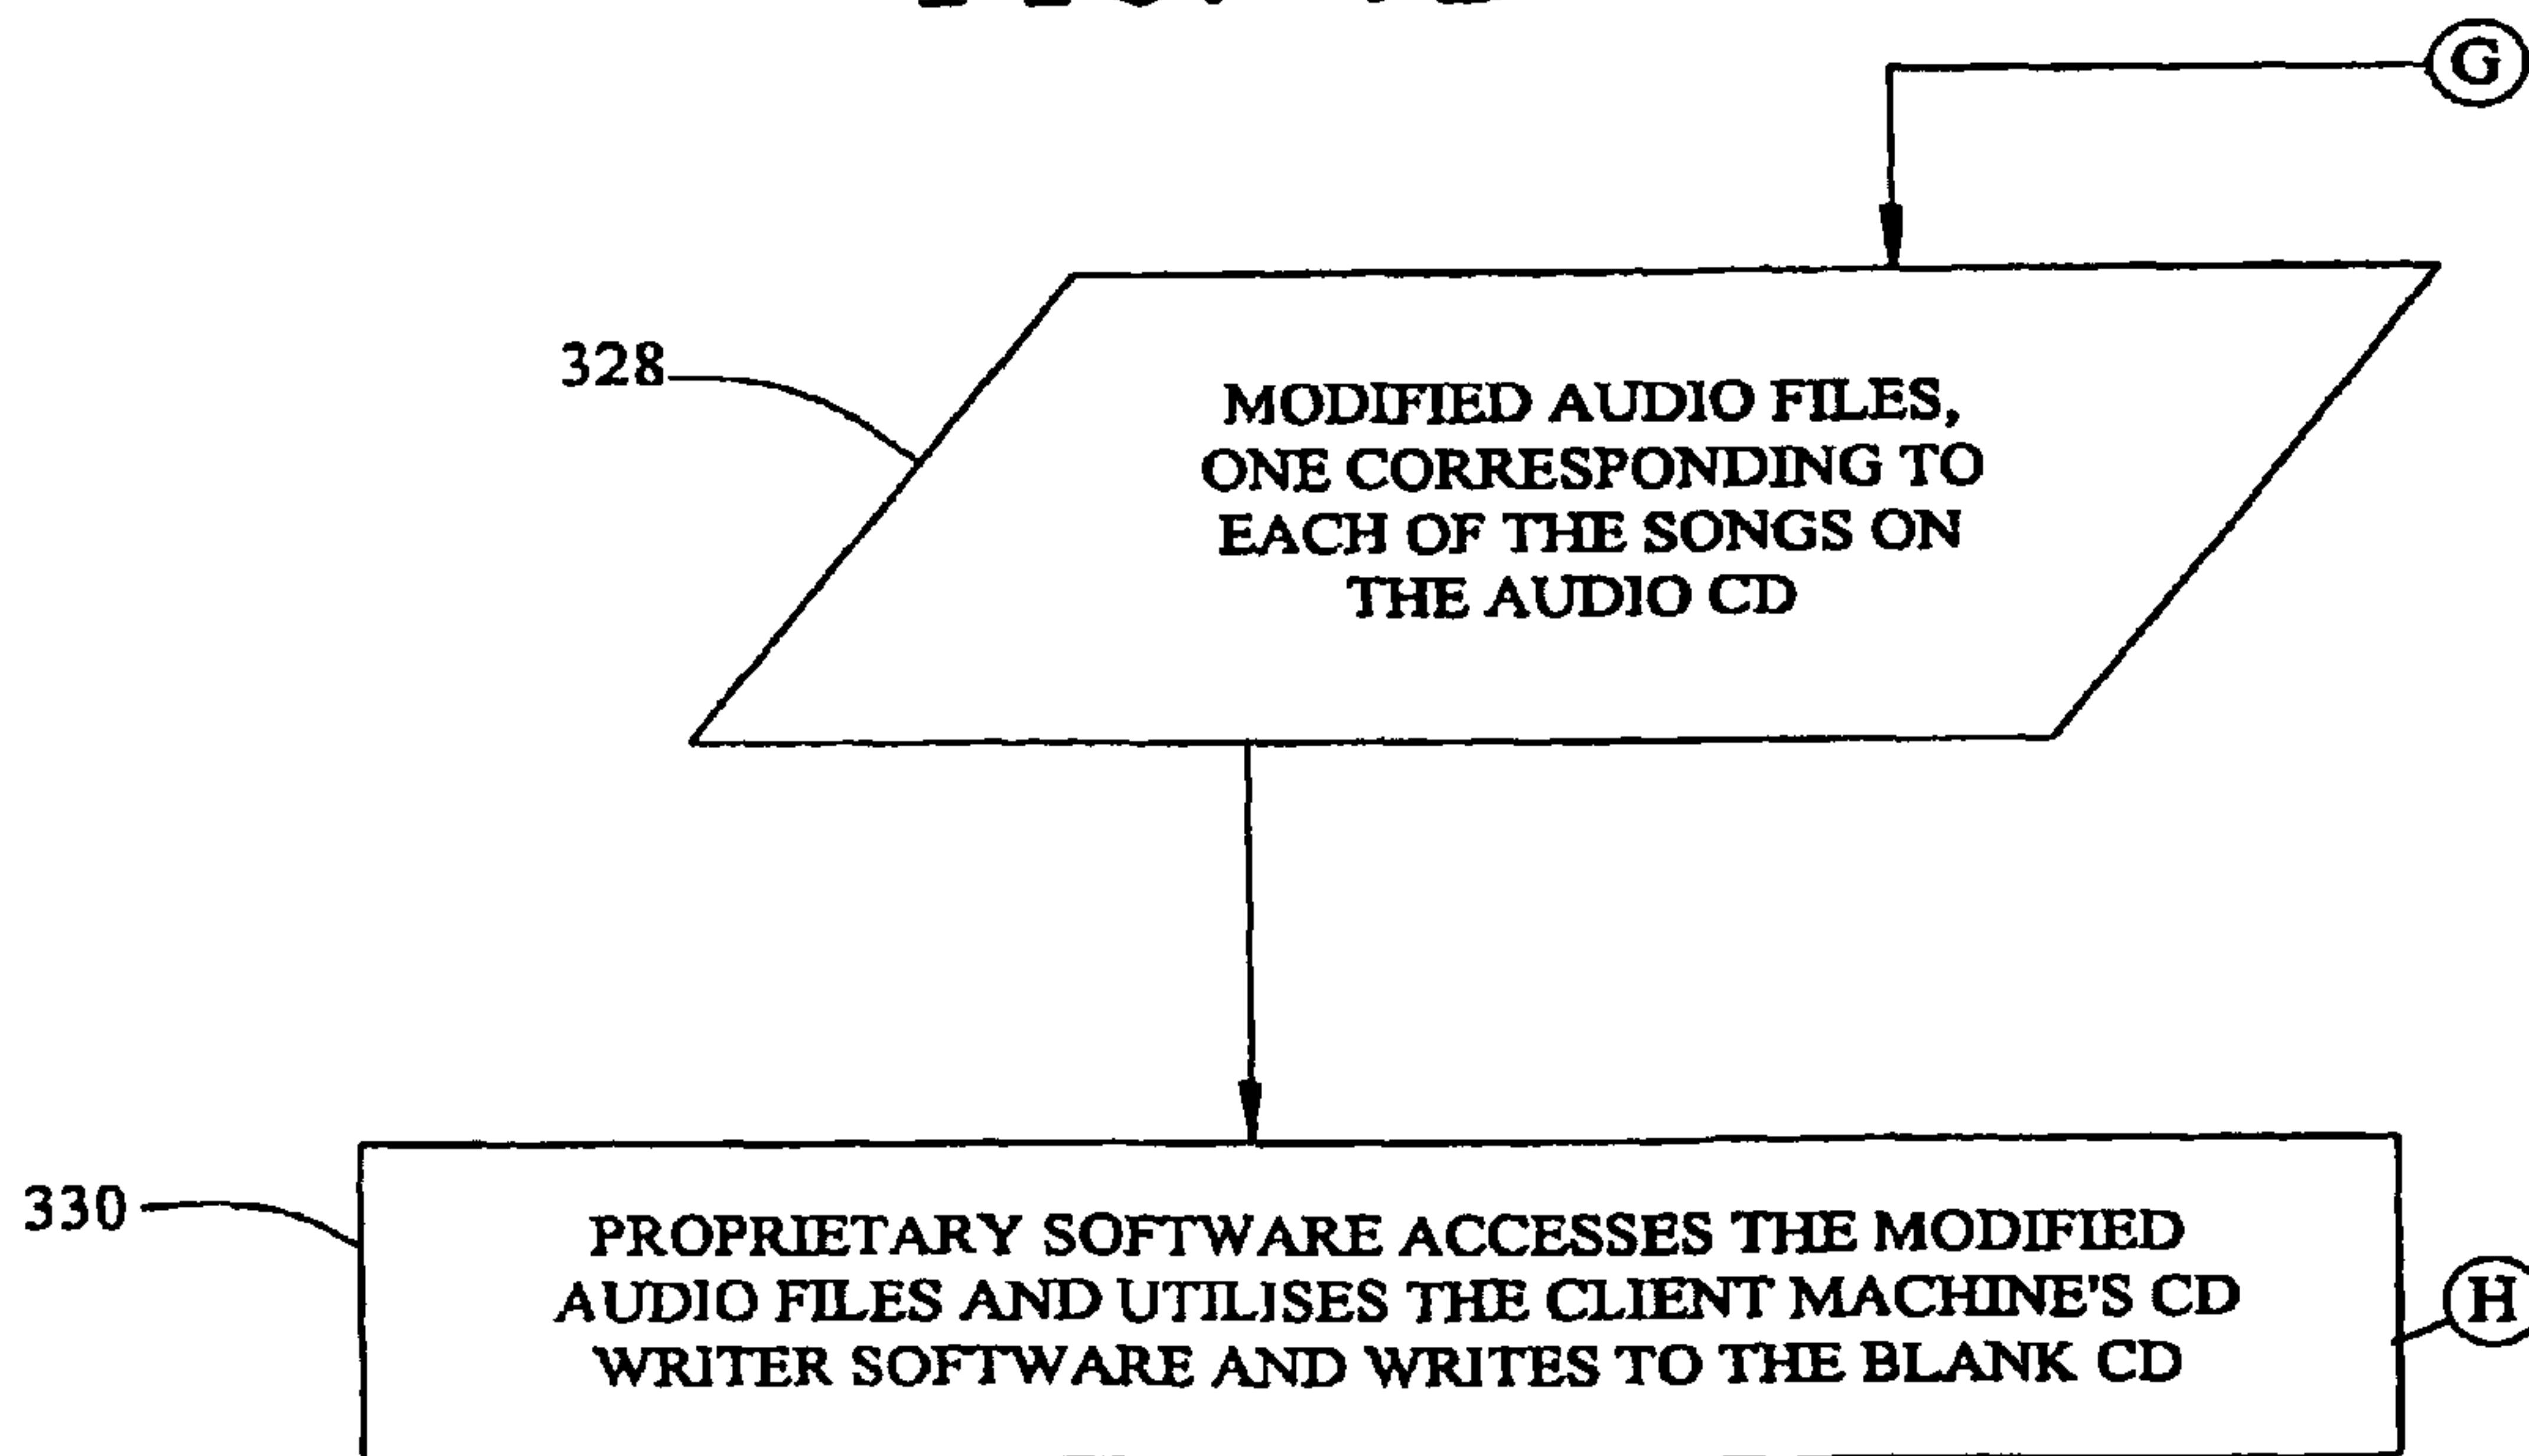 G
328
MODIFIED AUDIO FILES,
ONE CORRESPONDING TO
EACH OF THE SONGS ON
THE AUDIO CD
330
PROPRIETARY SOFTWARE ACCESSES THE MODIFIED
AUDIO FILES AND UTILISES THE CLIENT MACHINE'S CD
WRITER SOFTWARE AND WRITES TO THE BLANK CD
H